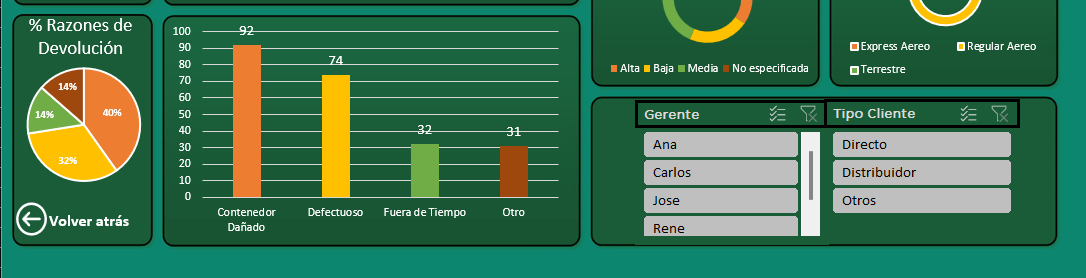 % Razones de
Devolución
40%
32%
14%
14%
Volver atrás
100
90
80
70
60
50
40
30
20
10
0
92
74
32
31
Contenedor
Dañado
Defectuoso
Fuera de Tiempo
Otro
Alta
Baja
Media
No especificada
Express Aereo
Regular Aereo
Terrestre
Gerente
Ana
Carlos
Jose
Rene
Tipo Cliente
Directo
Distribuidor
Otros